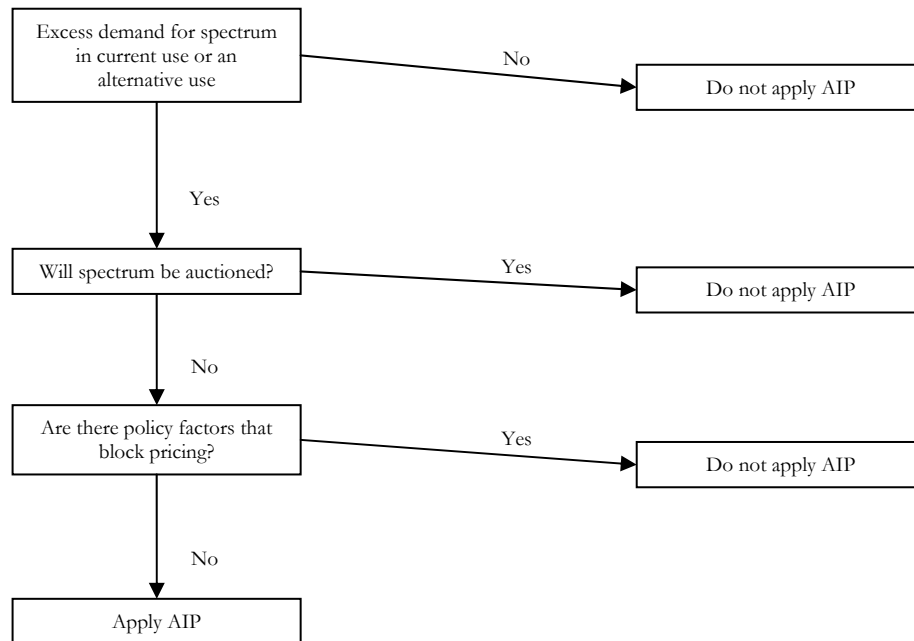 Excess demand for spectrum
in current use or an
alternative use
No
Do not apply AIP
Yes
Will spectrum be auctioned?
Yes
Do not apply AIP
No
Are there policy factors that
block pricing?
Yes
Do not apply AIP
No
Apply AIP